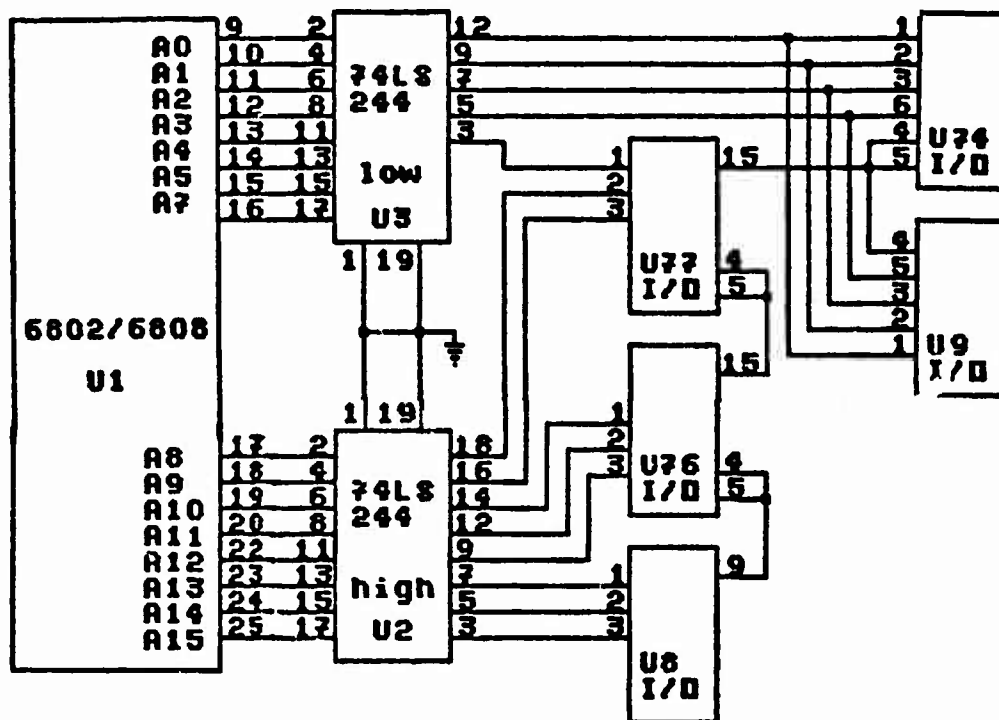 9 2 12 1
A0 10 4 9 2
A1 11 6 74LS 7 3
A2 12 8 244 5 6
A3 13 11 3 4
A4 14 13 1 15 5 U74
A5 15 15 low 2 I/O
A7 16 17 U3 3
1 19 U77 4
I/O 5 5
3
6802/6808 2
U1 15 1 U9
I/O
1 19 1
A8 17 2 18 2
A9 18 4 16 3 U76 4
A10 19 6 74LS 14 I/O 5
A11 20 8 244 12
A12 22 11 9
A13 23 13 high 7 1 9
A14 24 15 5 2
A15 25 17 U2 3 3
U8
I/O